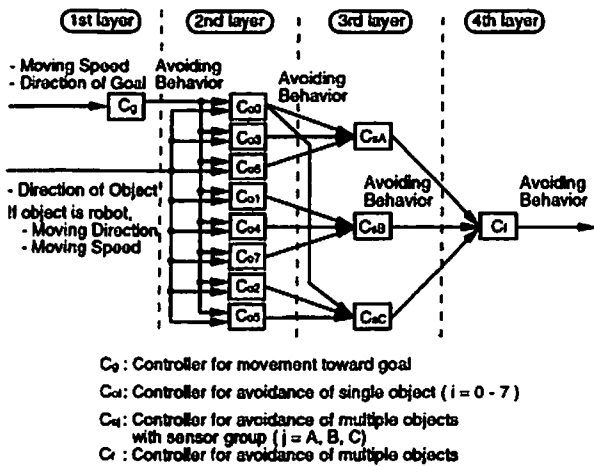 1st layer
2nd layer
3rd layer
4th layer
- Moving Speed
- Direction of Goal
Avoiding
Behavior
Avoiding
Behavior
Cg
Co0
Co3
Co6
Co1
Co4
Co7
Co2
Co5
CsA
CsB
CsC
Cf
- Direction of Object
If object is robot,
- Moving Direction
- Moving Speed
Avoiding
Behavior
Avoiding
Behavior
Cg : Controller for movement toward goal
Coi : Controller for avoidance of single object ( i = 0 - 7 )
Csj : Controller for avoidance of multiple objects
with sensor group ( j = A, B, C)
Cf : Controller for avoidance of multiple objects